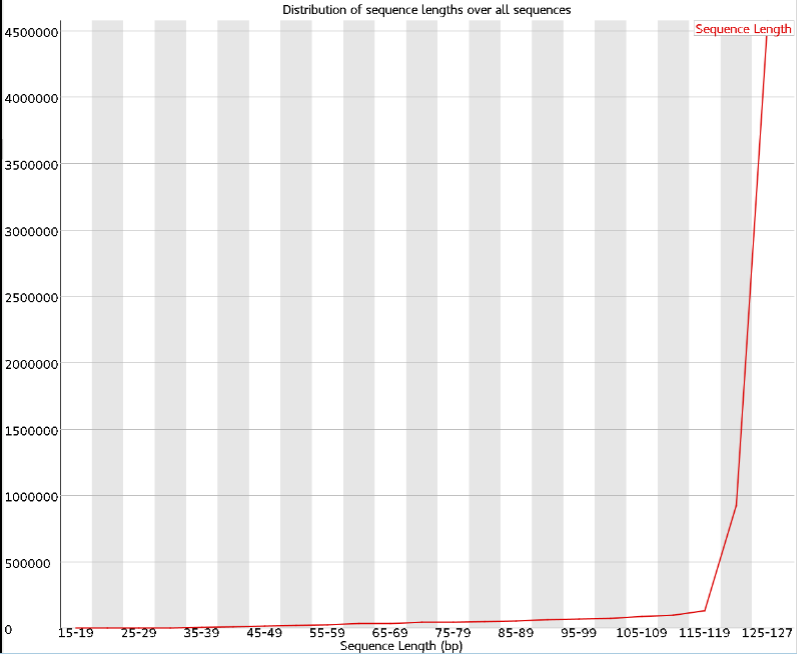 Distribution of sequence lengths over all sequences
Sequence Length
4500000
4000000
3500000
3000000
2500000
2000000
1500000
1000000
500000
0
15-19 25-29 35-39 45-49 55-59 65-69 75-79 85-89 95-99 105-109 115-119 125-127
Sequence Length (bp)